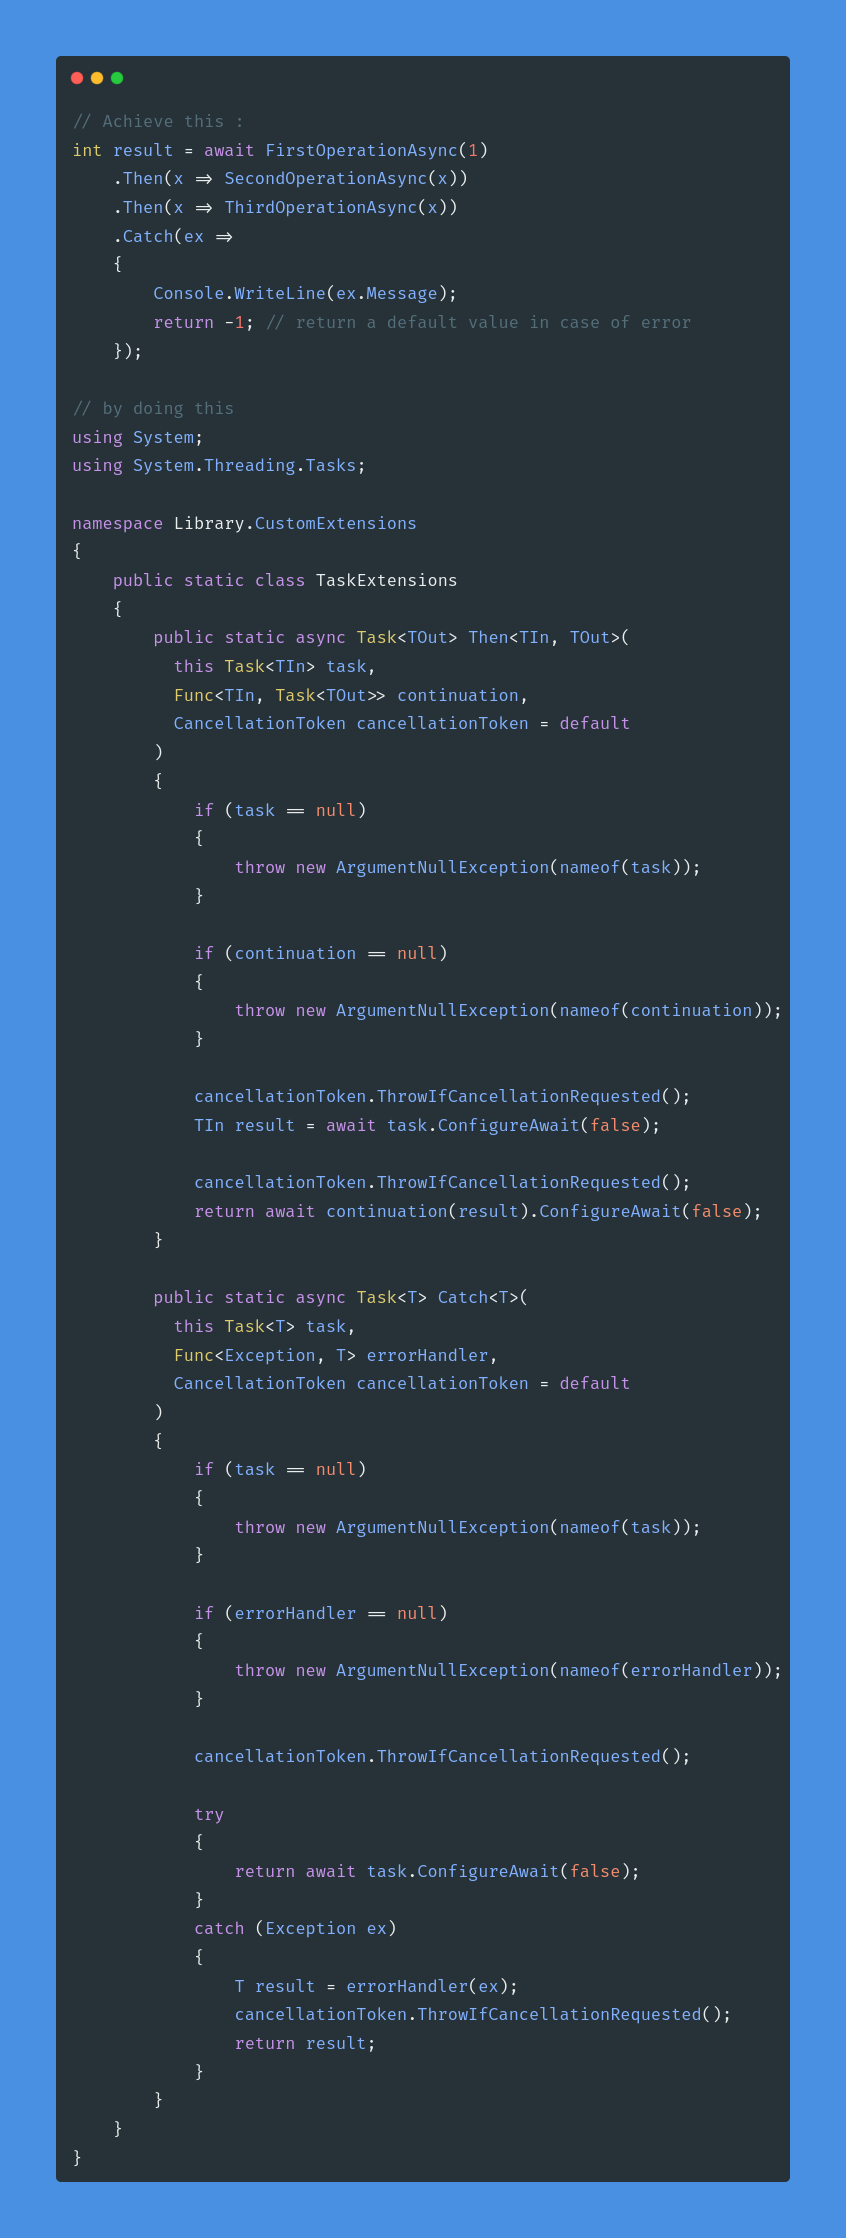 // Achieve this :
int result = await FirstOperationAsync(1)
    .Then(x => SecondOperationAsync(x))
    .Then(x => ThirdOperationAsync(x))
    .Catch(ex =>
    {
        Console.WriteLine(ex.Message);
        return -1; // return a default value in case of error
    });

// by doing this
using System;
using System.Threading.Tasks;

namespace Library.CustomExtensions
{
    public static class TaskExtensions
    {
        public static async Task<TOut> Then<TIn, TOut>(
          this Task<TIn> task,
          Func<TIn, Task<TOut>> continuation,
          CancellationToken cancellationToken = default
        )
        {
            if (task == null)
            {
                throw new ArgumentNullException(nameof(task));
            }

            if (continuation == null)
            {
                throw new ArgumentNullException(nameof(continuation));
            }

            cancellationToken.ThrowIfCancellationRequested();
            TIn result = await task.ConfigureAwait(false);

            cancellationToken.ThrowIfCancellationRequested();
            return await continuation(result).ConfigureAwait(false);
        }

        public static async Task<T> Catch<T>(
          this Task<T> task,
          Func<Exception, T> errorHandler,
          CancellationToken cancellationToken = default
        )
        {
            if (task == null)
            {
                throw new ArgumentNullException(nameof(task));
            }

            if (errorHandler == null)
            {
                throw new ArgumentNullException(nameof(errorHandler));
            }

            cancellationToken.ThrowIfCancellationRequested();

            try
            {
                return await task.ConfigureAwait(false);
            }
            catch (Exception ex)
            {
                T result = errorHandler(ex);
                cancellationToken.ThrowIfCancellationRequested();
                return result;
            }
        }
    }
}